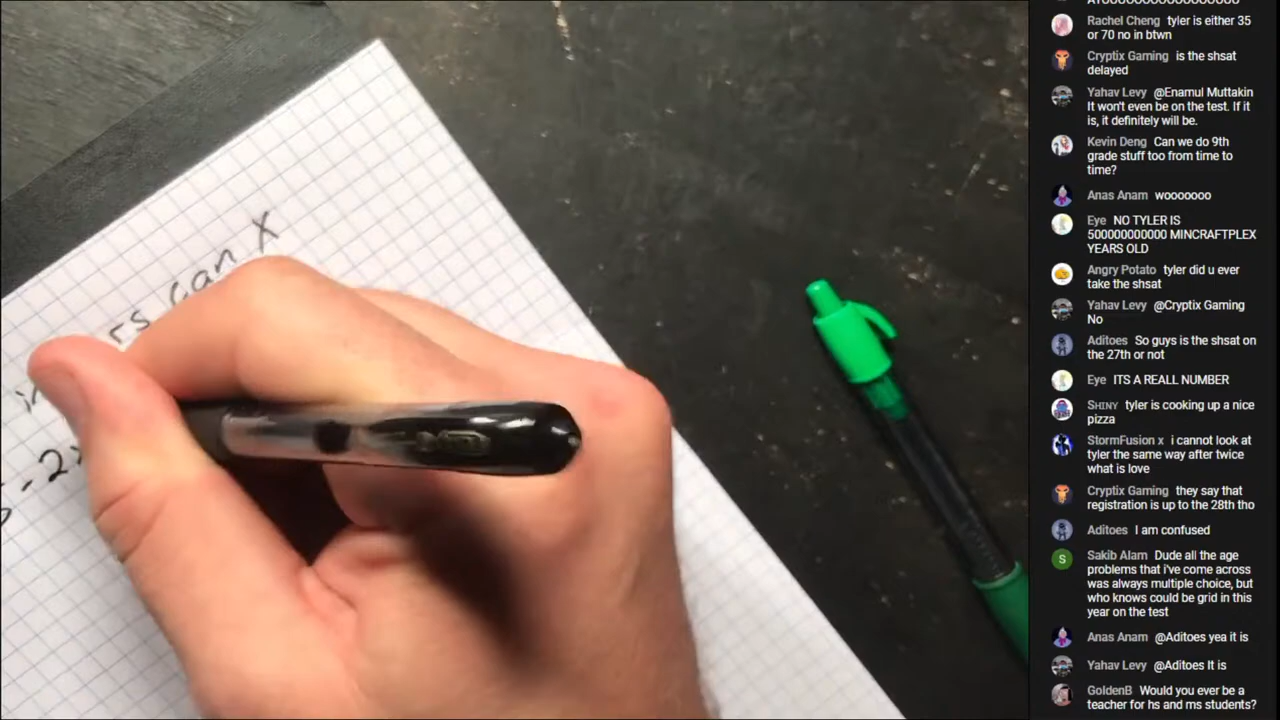 rs can X
- 2x
Rachel Cheng tyler is either 35
or 70 no in btwn
Cryptix Gaming is the shsat
delayed
Yahav Levy @Enamul Muttakin
It won't even be on the test. If it
is, it definitely will be.
Kevin Deng Can we do 9th
grade stuff too from time to
time?
Anas Anam wooooooo
Eye NO TYLER IS
500000000000 MINCRAFTPLEX
YEARS OLD
Angry Potato tyler did u ever
take the shsat
Yahav Levy @Cryptix Gaming
No
Aditoes So guys is the shsat on
the 27th or not
Eye ITS A REALL NUMBER
Shiny tyler is cooking up a nice
pizza
StormFusion x i cannot look at
tyler the same way after twice
what is love
Cryptix Gaming they say that
registration is up to the 28th tho
Aditoes I am confused
S
Sakib Alam Dude all the age
problems that i've come across
was always multiple choice, but
who knows could be grid in this
year on the test
Anas Anam @Aditoes yea it is
Yahav Levy @Aditoes It is
GoldenB Would you ever be a
teacher for hs and ms students?